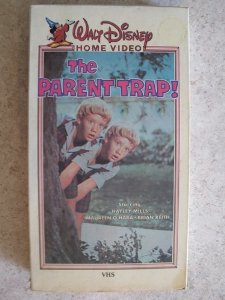 WALT DISNEY
HOME VIDEO
The
PARENT TRAP!
Starring
HAYLEY MILLS
MAUREEN O'HARA • BRIAN KEITH
VHS